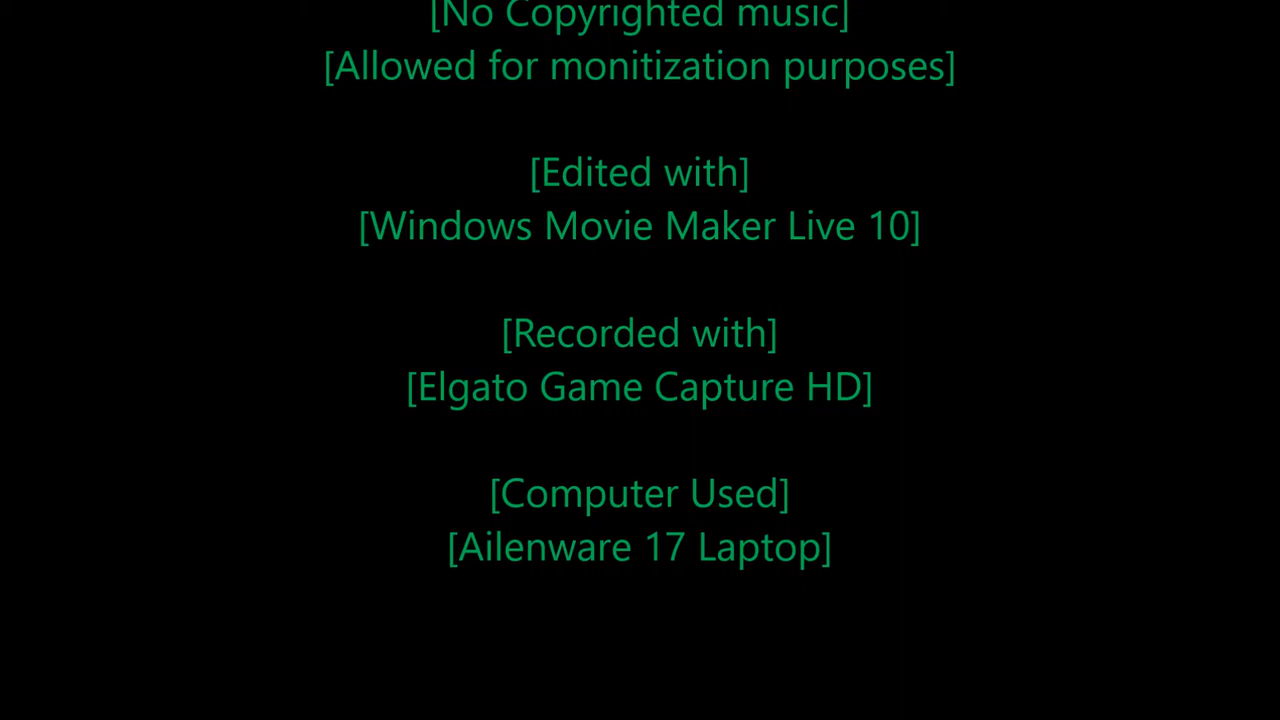 [No Copyrighted music]
[Allowed for monitization purposes]
[Edited with]
[Windows Movie Maker Live 10]
[Recorded with]
[Elgato Game Capture HD]
[Computer Used]
[Ailenware 17 Laptop]